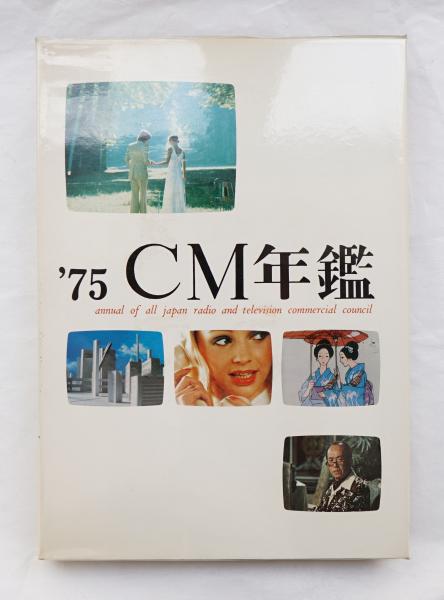 '75 CM年鑑
annual of all japan radio and television commercial council